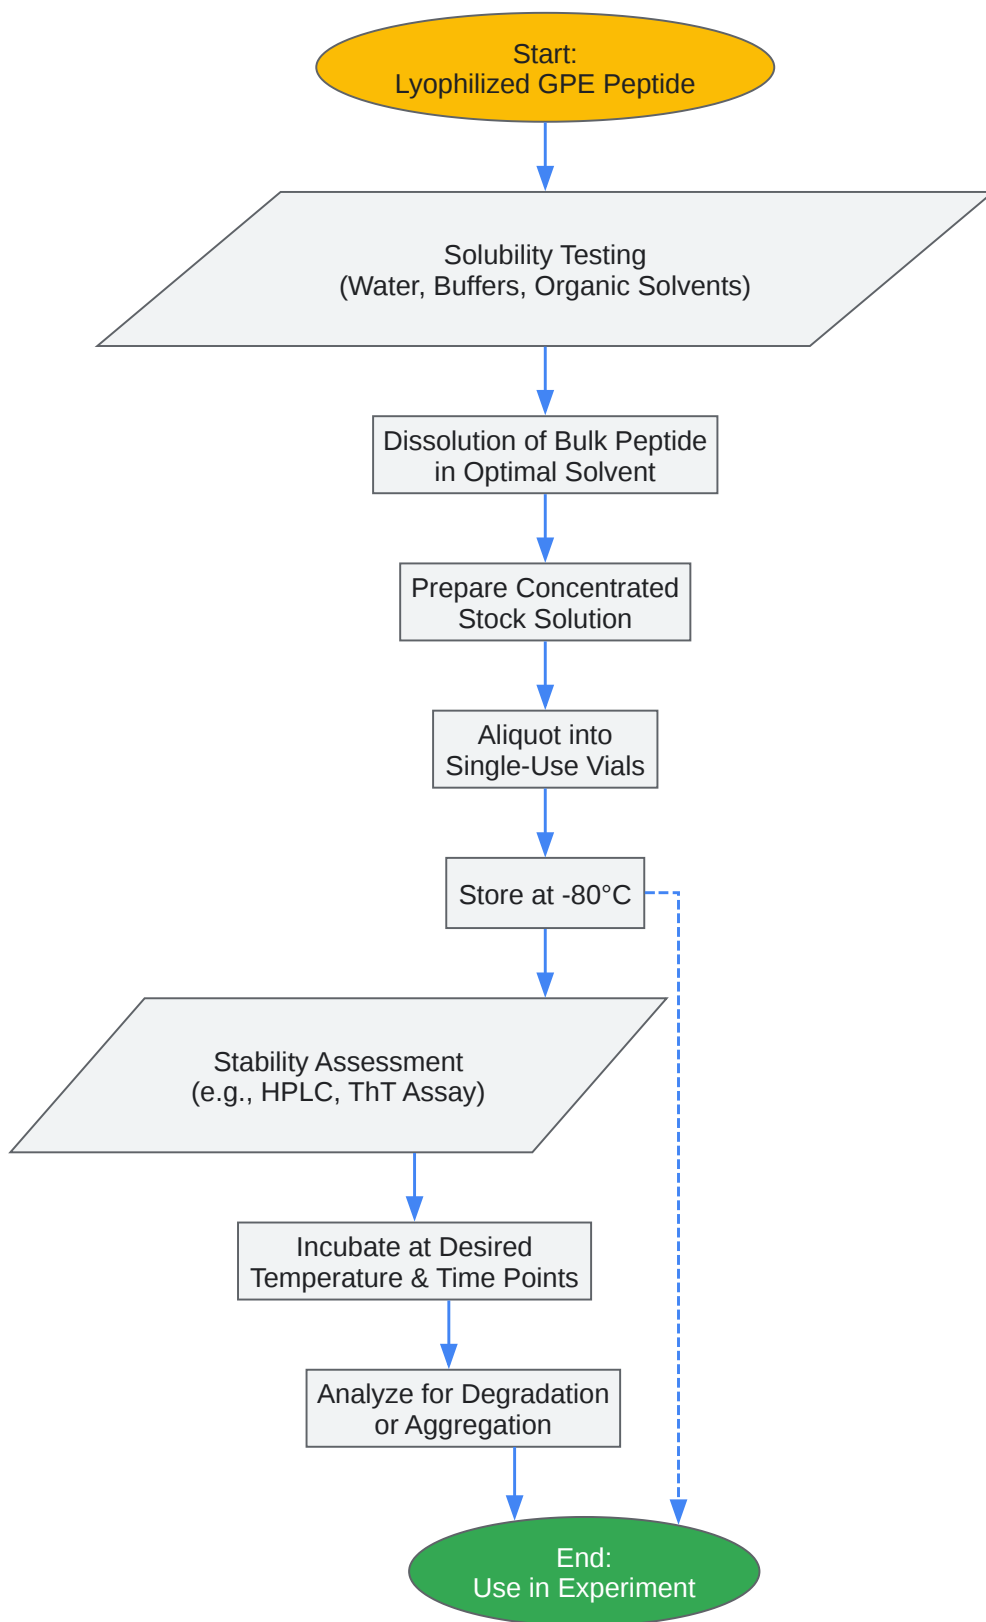 Start:
Lyophilized GPE Peptide
Solubility Testing
(Water, Buffers, Organic Solvents)
Dissolution of Bulk Peptide
in Optimal Solvent
Prepare Concentrated
Stock Solution
Aliquot into
Single-Use Vials
Store at -80°C
Stability Assessment
(e.g., HPLC, ThT Assay)
Incubate at Desired
Temperature & Time Points
Analyze for Degradation
or Aggregation
End:
Use in Experiment